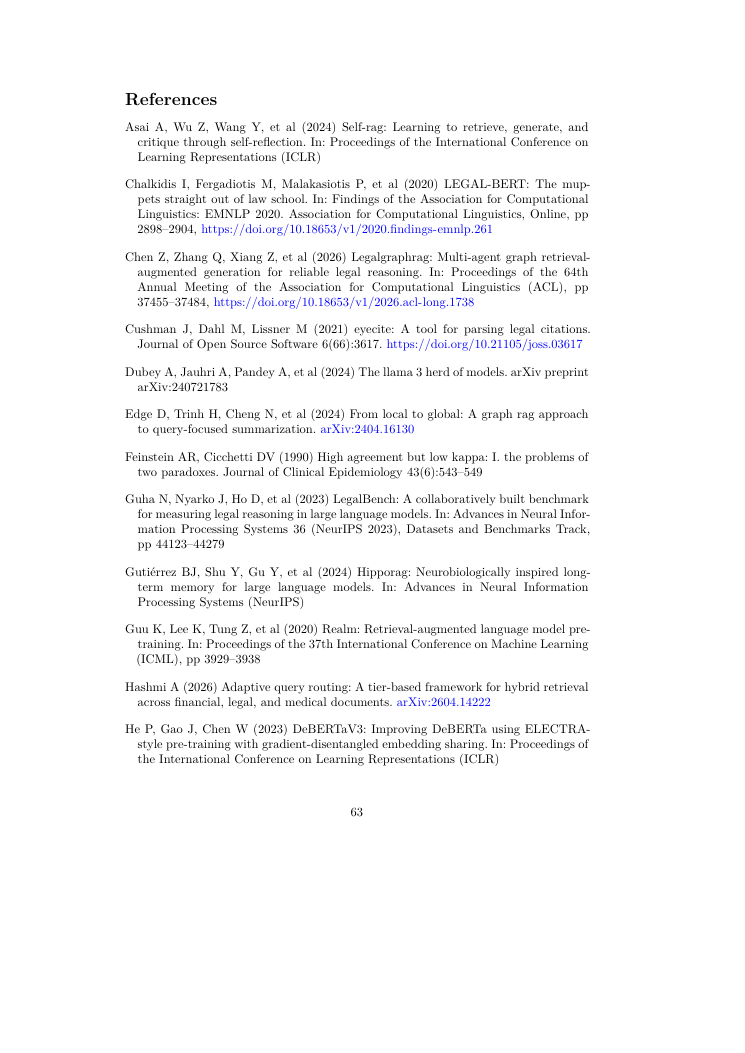 References
Asai A, Wu Z, Wang Y, et al (2024) Self-rag: Learning to retrieve, generate, and
critique through self-reflection. In: Proceedings of the International Conference on
Learning Representations (ICLR)
Chalkidis I, Fergadiotis M, Malakasiotis P, et al (2020) LEGAL-BERT: The mup-
pets straight out of law school. In: Findings of the Association for Computational
Linguistics: EMNLP 2020. Association for Computational Linguistics, Online, pp
2898–2904, https://doi.org/10.18653/v1/2020.findings-emnlp.261
Chen Z, Zhang Q, Xiang Z, et al (2026) Legalgraphrag: Multi-agent graph retrieval-
augmented generation for reliable legal reasoning. In: Proceedings of the 64th
Annual Meeting of the Association for Computational Linguistics (ACL), pp
37455–37484, https://doi.org/10.18653/v1/2026.acl-long.1738
Cushman J, Dahl M, Lissner M (2021) eyecite: A tool for parsing legal citations.
Journal of Open Source Software 6(66):3617. https://doi.org/10.21105/joss.03617
Dubey A, Jauhri A, Pandey A, et al (2024) The llama 3 herd of models. arXiv preprint
arXiv:240721783
Edge D, Trinh H, Cheng N, et al (2024) From local to global: A graph rag approach
to query-focused summarization. arXiv:2404.16130
Feinstein AR, Cicchetti DV (1990) High agreement but low kappa: I. the problems of
two paradoxes. Journal of Clinical Epidemiology 43(6):543–549
Guha N, Nyarko J, Ho D, et al (2023) LegalBench: A collaboratively built benchmark
for measuring legal reasoning in large language models. In: Advances in Neural Infor-
mation Processing Systems 36 (NeurIPS 2023), Datasets and Benchmarks Track,
pp 44123–44279
Gutiérrez BJ, Shu Y, Gu Y, et al (2024) Hipporag: Neurobiologically inspired long-
term memory for large language models. In: Advances in Neural Information
Processing Systems (NeurIPS)
Guu K, Lee K, Tung Z, et al (2020) Realm: Retrieval-augmented language model pre-
training. In: Proceedings of the 37th International Conference on Machine Learning
(ICML), pp 3929–3938
Hashmi A (2026) Adaptive query routing: A tier-based framework for hybrid retrieval
across financial, legal, and medical documents. arXiv:2604.14222
He P, Gao J, Chen W (2023) DeBERTaV3: Improving DeBERTa using ELECTRA-
style pre-training with gradient-disentangled embedding sharing. In: Proceedings of
the International Conference on Learning Representations (ICLR)
63